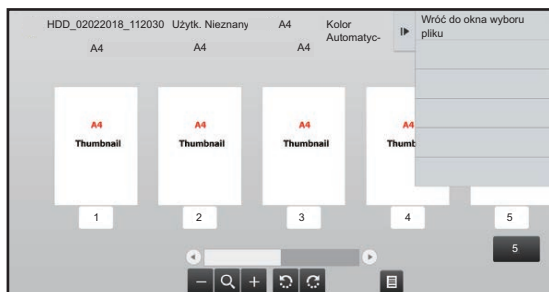 HDD_02022018_112030 Użytk. Nieznany A4 Kolor
Automatyc-
Wróć do okna wyboru
pliku
A4 A4 A4
A4 A4 A4 A4
Thumbnail Thumbnail Thumbnail Thumb
1 2 3 4 5
5